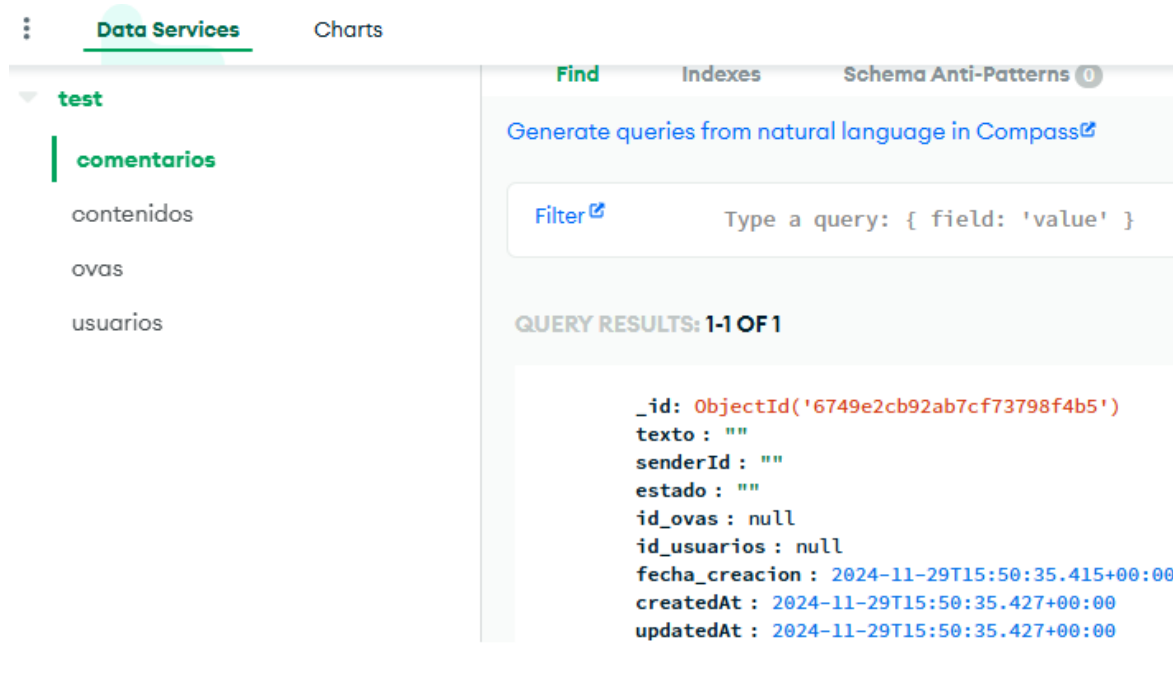 Data Services Charts
Find Indexes Schema Anti-Patterns 0
test
Generate queries from natural language in Compass
comentarios
contenidos
Filter Type a query: { field: 'value' }
ovas
usuarios
QUERY RESULTS: 1-1 OF 1
_id: ObjectId('6749e2cb92ab7cf73798f4b5')
texto : ""
senderId : ""
estado : ""
id_ovas : null
id_usuarios : null
fecha_creacion : 2024-11-29T15:50:35.415+00:00
createdAt : 2024-11-29T15:50:35.427+00:00
updatedAt : 2024-11-29T15:50:35.427+00:00